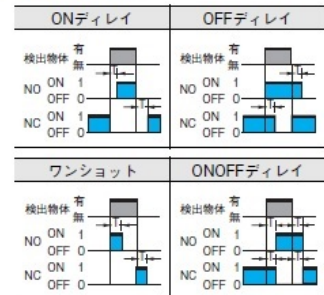 ONディレイ
検出物体 有
無
T
NO ON 1
OFF 0
T
NC ON 1
OFF 0
OFFディレイ
検出物体 有
無
T
NO ON 1
OFF 0
T
NC ON 1
OFF 0
ワンショット
検出物体 有
無
T
NO ON 1
OFF 0
T
NC ON 1
OFF 0
ONOFFディレイ
検出物体 有
無
T T
NO ON 1
OFF 0
T T
NC ON 1
OFF 0